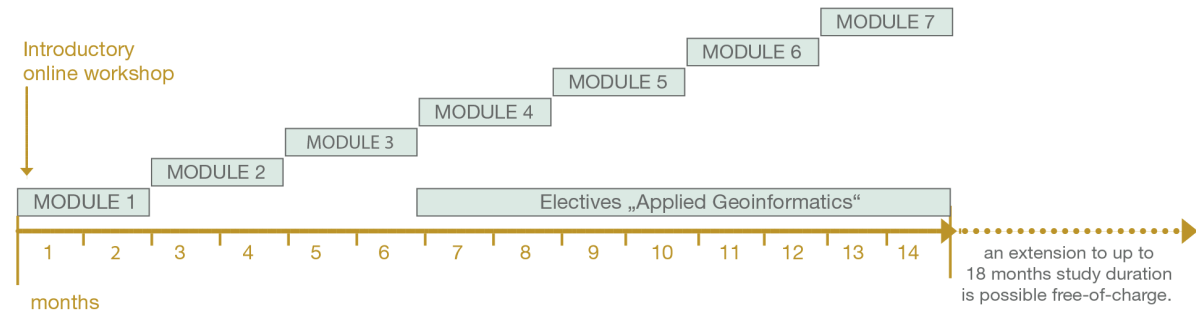 MODULE 7
Introductory
online workshop
MODULE 6
MODULE 5
MODULE 4
MODULE 3
MODULE 2
MODULE 1
Electives „Applied Geoinformatics“
1 2 3 4 5 6 7 8 9 10 11 12 13 14
an extension to up to
18 months study duration
is possible free-of-charge.
months